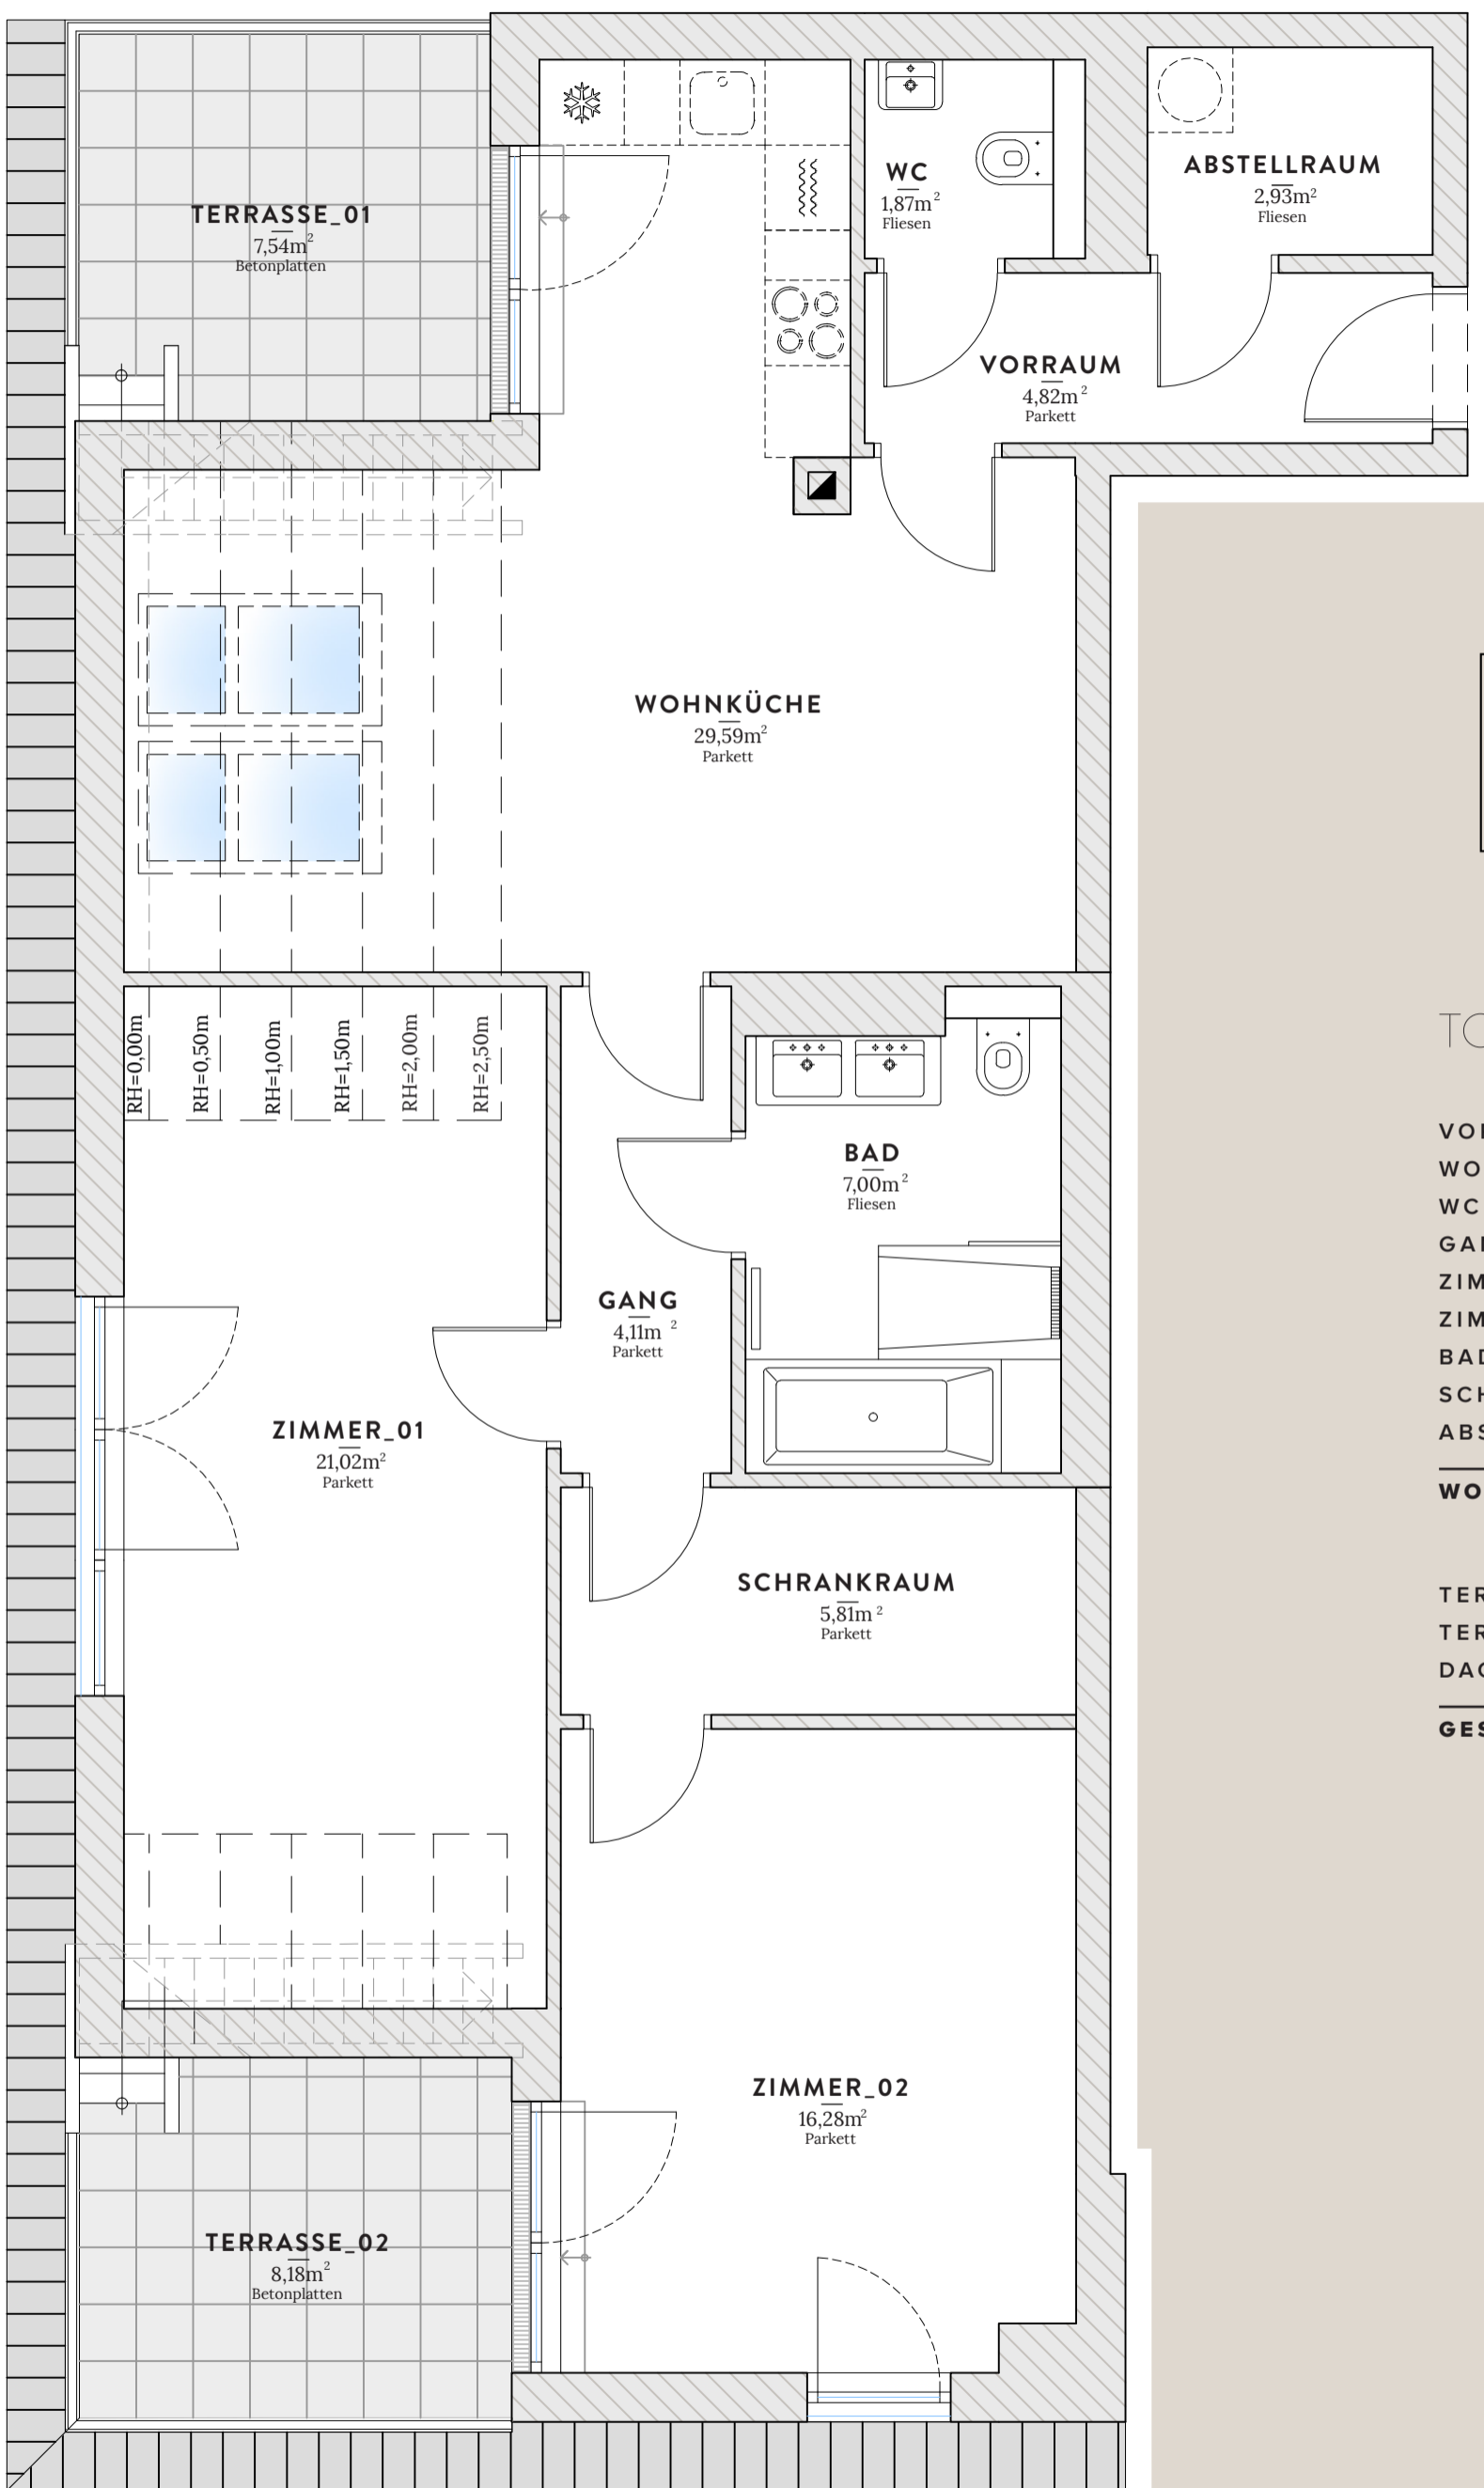 TERRASSE_01
7,54m²
Betonplatten
WC
1,87m²
Fliesen
ABSTELLRAUM
2,93m²
Fliesen
VORRAUM
4,82m²
Parkett
WOHNKÜCHE
29,59m²
Parkett
RH=0,00m
RH=0,50m
RH=1,00m
RH=1,50m
RH=2,00m
RH=2,50m
BAD
7,00m²
Fliesen
GANG
4,11m²
Parkett
ZIMMER_01
21,02m²
Parkett
SCHRANKRAUM
5,81m²
Parkett
ZIMMER_02
16,28m²
Parkett
TERRASSE_02
8,18m²
Betonplatten
WC